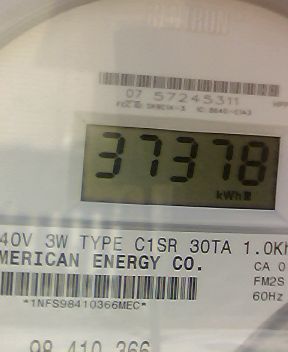 07 57245311
37378
kWh
40V 3W TYPE C1SR 30TA 1.0Kh
MERICAN ENERGY CO.
CA 0
FM2S
60Hz
*1NFS98410366MEC*
98 410 366